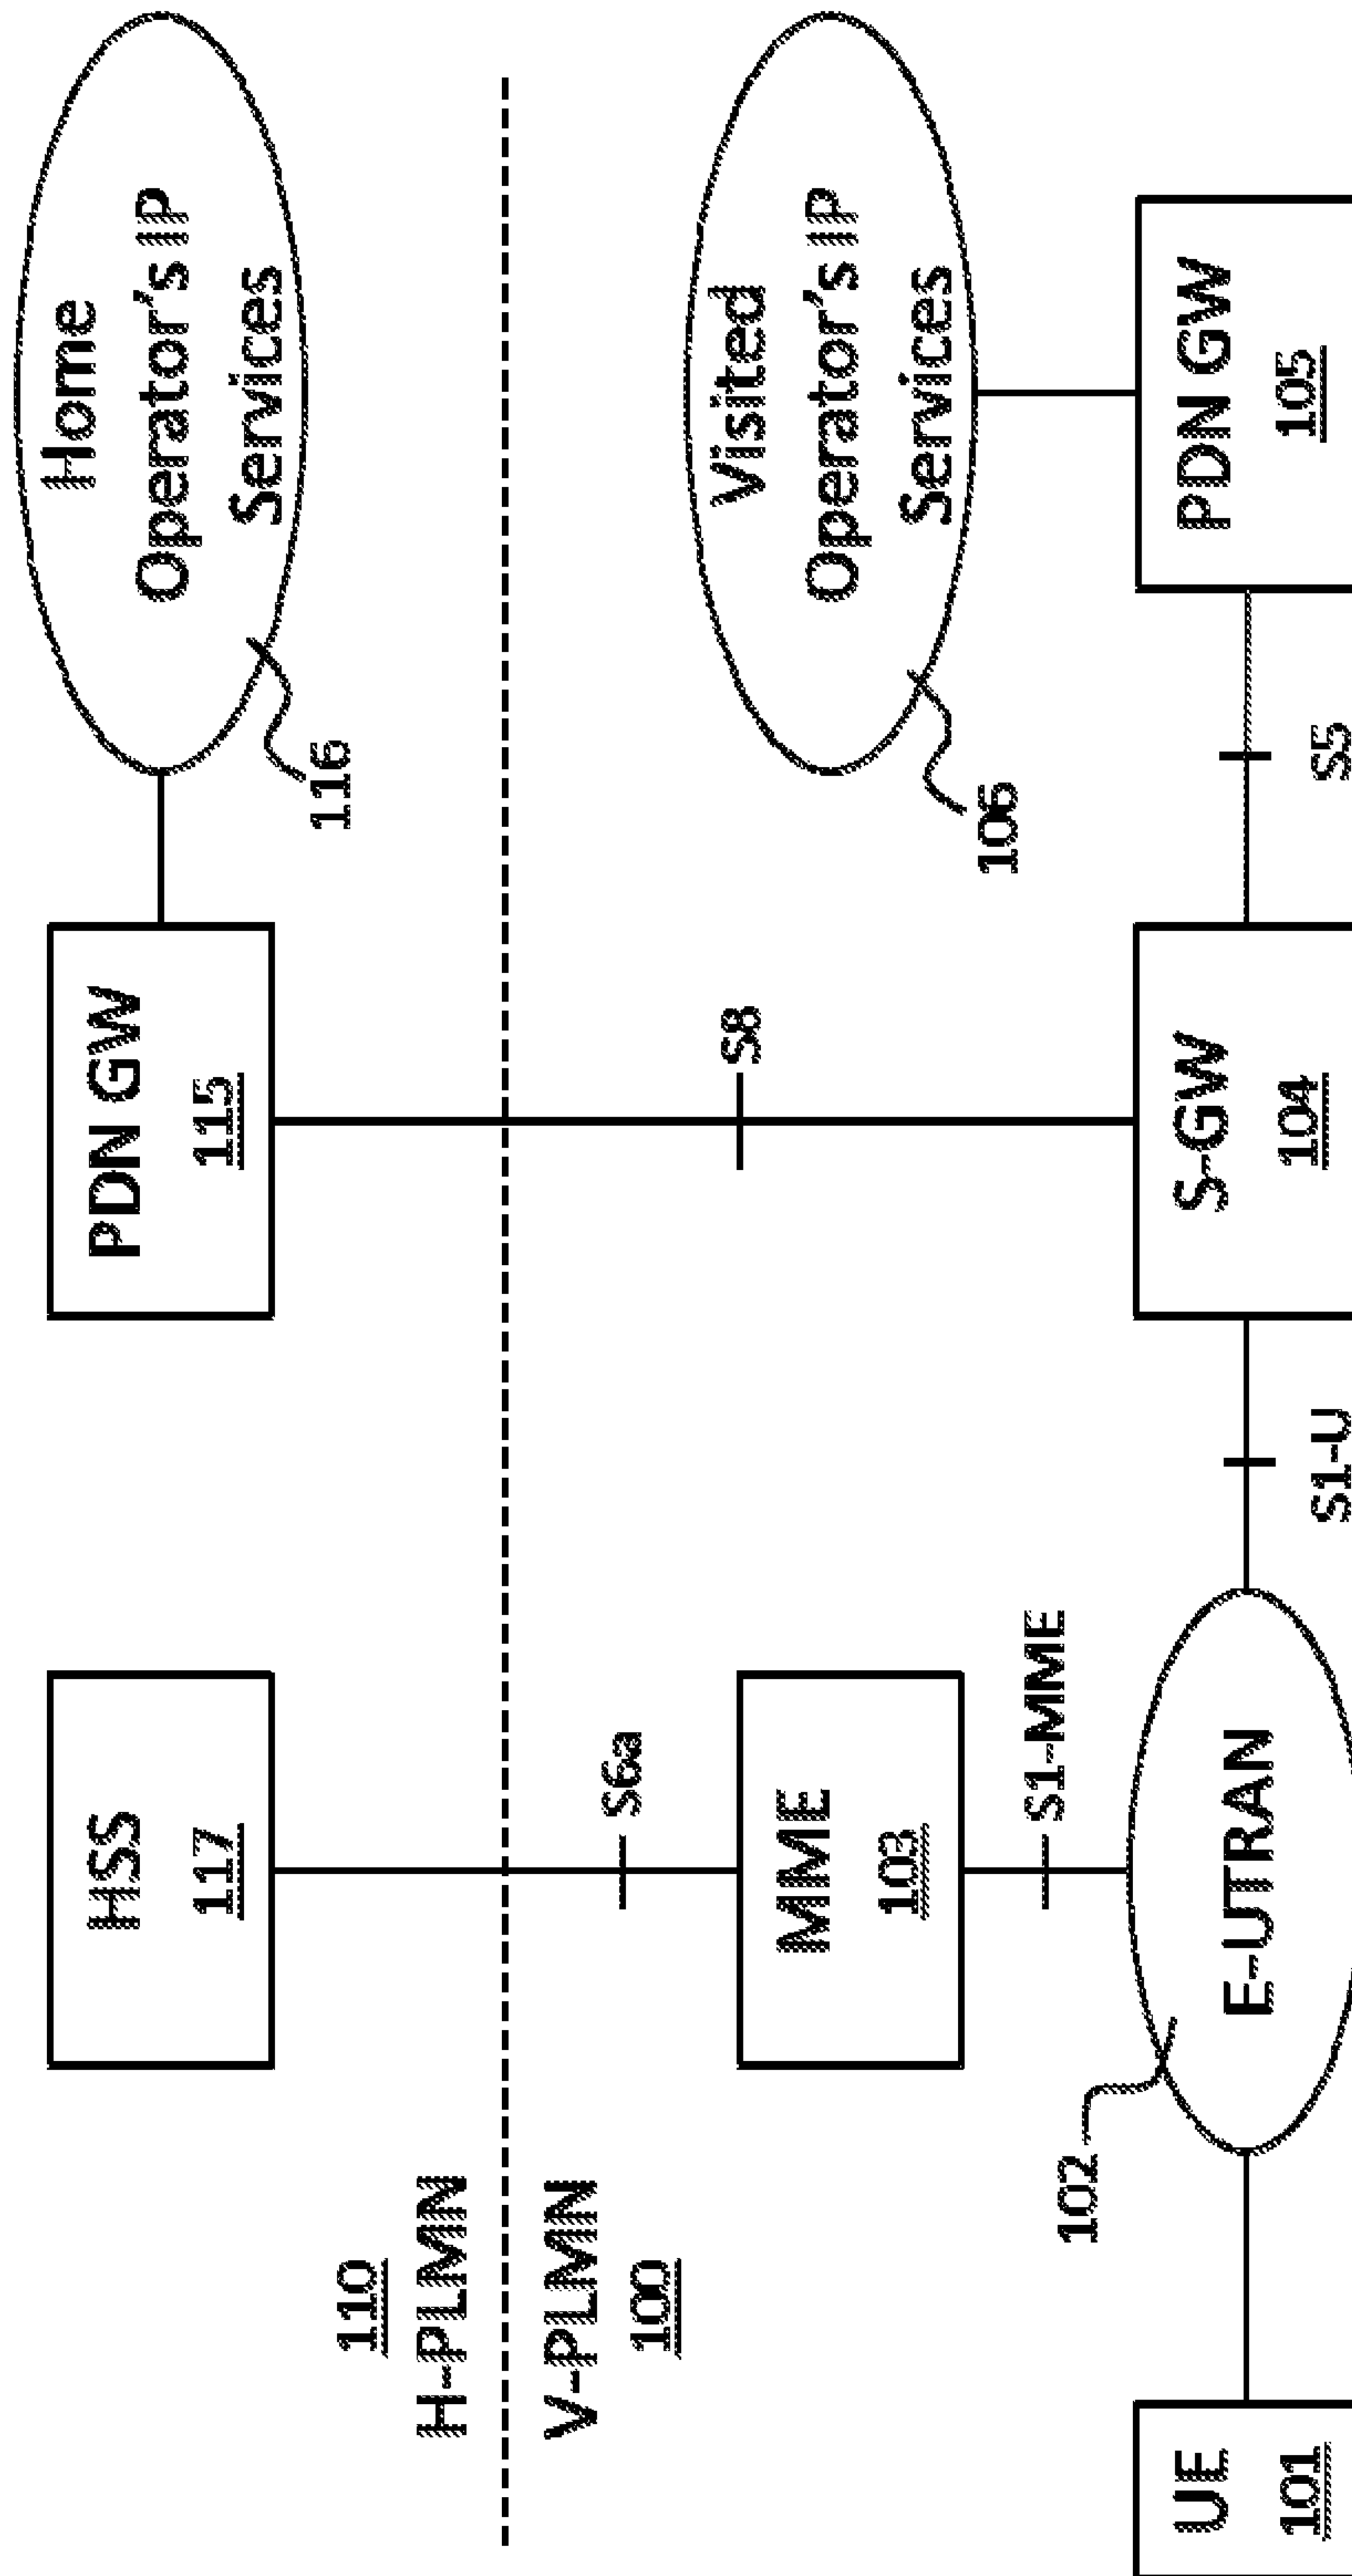 HSS
117
PDN GW
115
Home
Operator's IP
Services
116
110
H-PLMN
V-PLMN
100
S6a
S8
MME
103
Visited
Operator's IP
Services
106
S1-MME
102
UE
101
E-UTRAN
S1-U
S-GW
104
S5
PDN GW
105